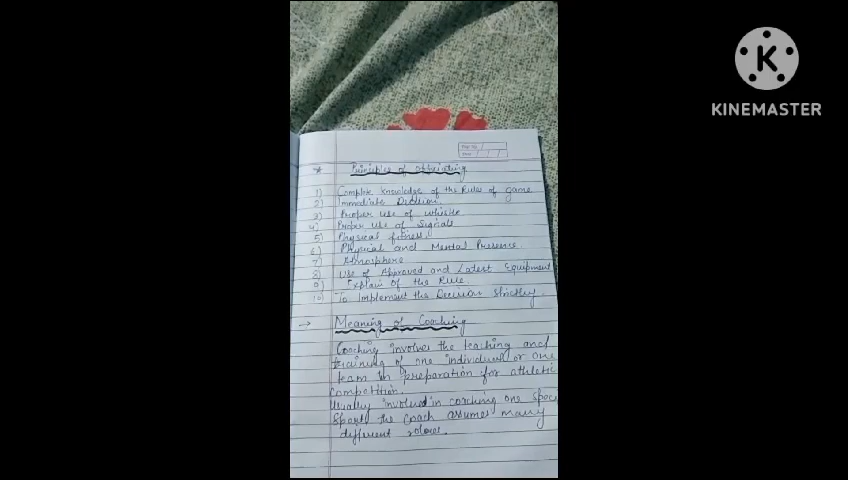 KINEMASTER
* Principles of officiating
1) Complete Knowledge of the Rules of game
2) Immediate Decision.
3) Proper use of whistle
4) Proper use of Signals
5) Physical fitness.
6) Physical and Mental Presence.
7) Atmosphere
8) Use of Approved and Latest Equipment
9) Explain of the Rule.
10) To Implement the Decision strictly.
→ Meaning of Coaching
Coaching involves the teaching and
training of one individual or one
team in preparation for athletic
competition.
Usually involved in coaching one
Sports the coach assumes many
different